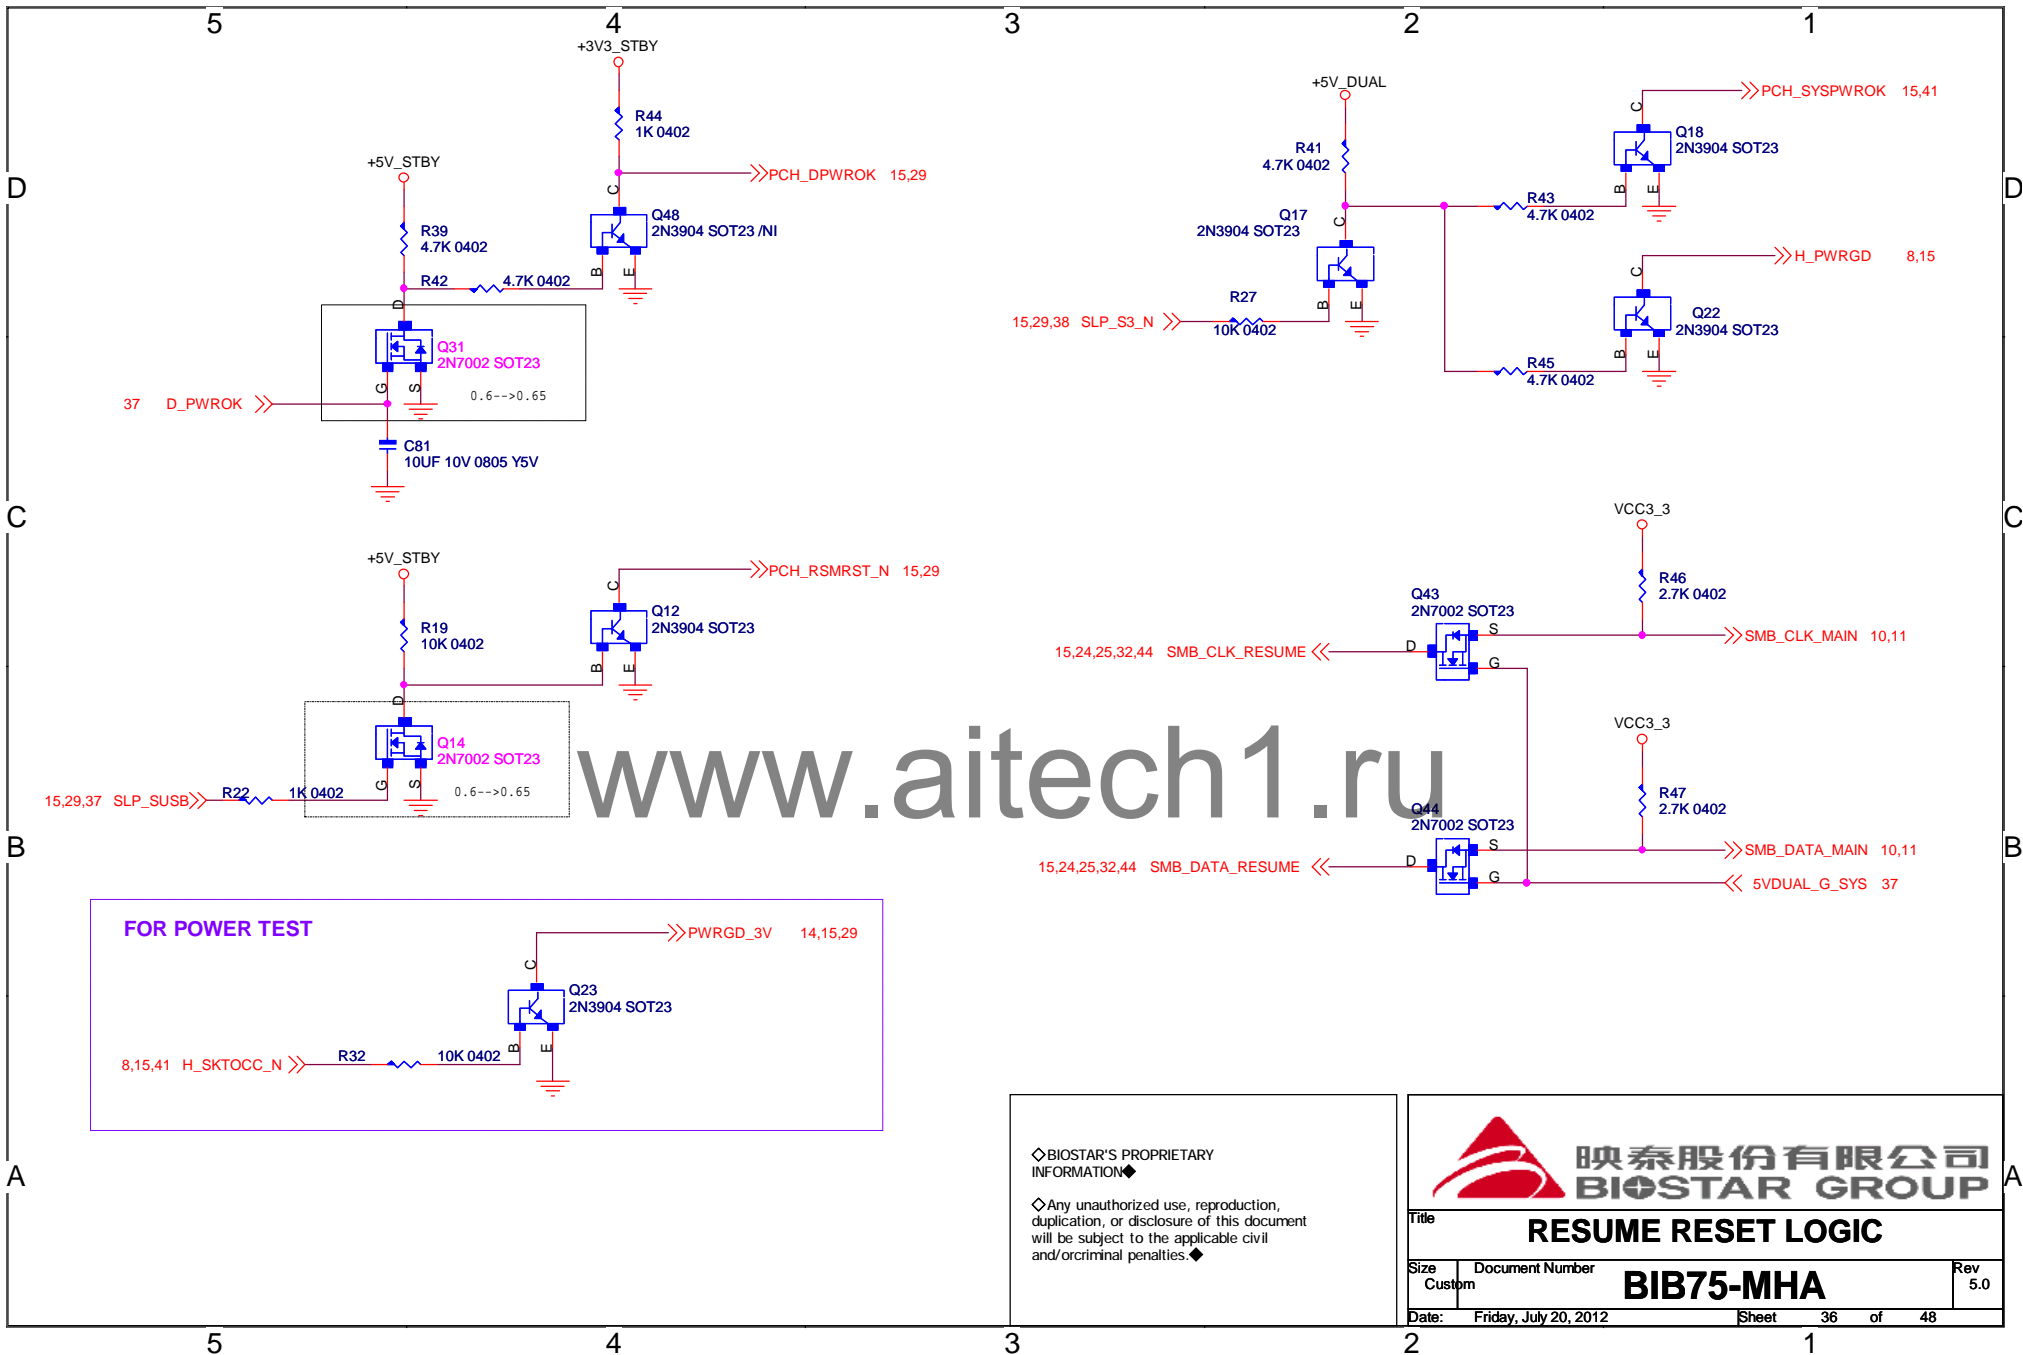 5 4 3 2 1
+3V3_STBY
R44
1K 0402
+5V_STBY
PCH_DPWROK 15,29
C
D
R39
4.7K 0402
Q48
2N3904 SOT23 /NI
R42 4.7K 0402
B E
D
Q31
2N7002 SOT23
G S
0.6-->0.65
37 D_PWROK
C81
10UF 10V 0805 Y5V
+5V_DUAL
PCH_SYSPWROK 15,41
C
Q18
2N3904 SOT23
R41
4.7K 0402
B E
D
R43
4.7K 0402
Q17
2N3904 SOT23
C
H_PWRGD 8,15
C
Q22
2N3904 SOT23
R27
10K 0402
B E
15,29,38 SLP_S3_N
B E
R45
4.7K 0402
C
C
+5V_STBY
PCH_RSMRST_N 15,29
C
Q12
2N3904 SOT23
R19
10K 0402
B E
D
Q14
2N7002 SOT23
G S
0.6-->0.65
15,29,37 SLP_SUSB
R22 1K 0402
VCC3_3
R46
2.7K 0402
Q43
2N7002 SOT23
S
D
G
15,24,25,32,44 SMB_CLK_RESUME
SMB_CLK_MAIN 10,11
www.aitech1.ru
VCC3_3
R47
2.7K 0402
Q44
2N7002 SOT23
S
D
G
15,24,25,32,44 SMB_DATA_RESUME
SMB_DATA_MAIN 10,11
5VDUAL_G_SYS 37
B
B
FOR POWER TEST
PWRGD_3V 14,15,29
C
Q23
2N3904 SOT23
B E
8,15,41 H_SKTOCC_N
R32 10K 0402
A
A
◇BIOSTAR'S PROPRIETARY
INFORMATION◆
◇Any unauthorized use, reproduction,
duplication, or disclosure of this document
will be subject to the applicable civil
and/orcriminal penalties.◆
映泰股份有限公司
BIOSTAR GROUP
Title
RESUME RESET LOGIC
Size
Custom
Document Number
BIB75-MHA
Rev
5.0
Date: Friday, July 20, 2012 Sheet 36 of 48
5 4 3 2 1